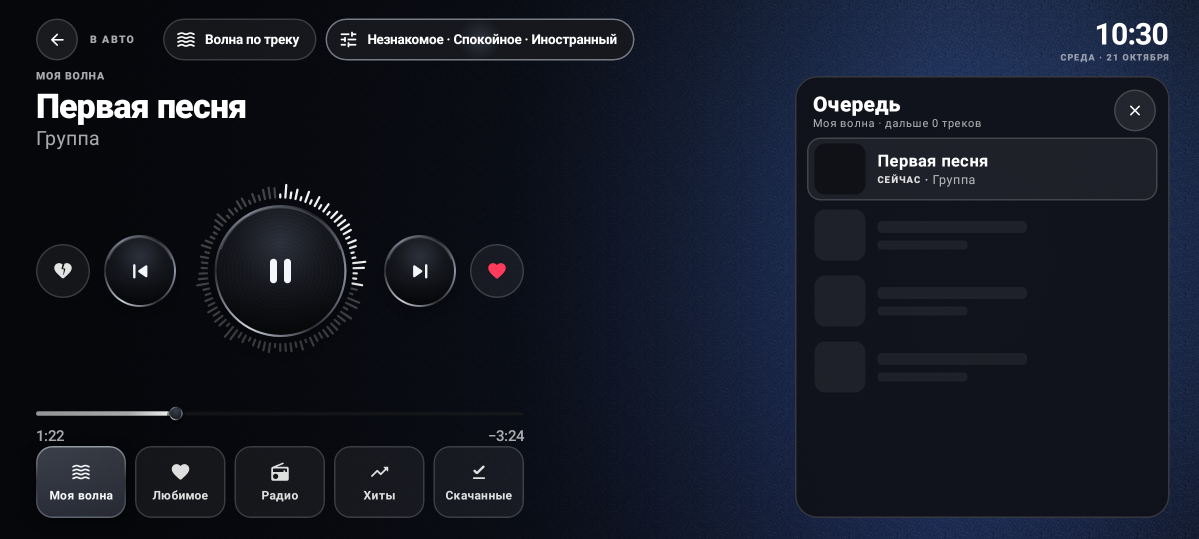 В АВТО
Волна по треку
Незнакомое · Спокойное · Иностранный
10:30
СРЕДА · 21 ОКТЯБРЯ
МОЯ ВОЛНА
Первая песня
Группа
Очередь
Моя волна · дальше 0 треков
Первая песня
СЕЙЧАС · Группа
1:22
−3:24
Моя волна
Любимое
Радио
Хиты
Скачанные